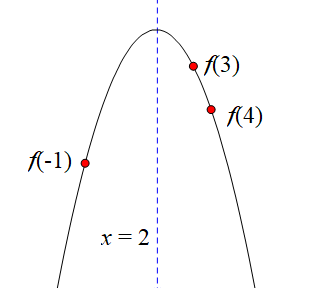 f(3)
f(4)
f(-1)
x = 2